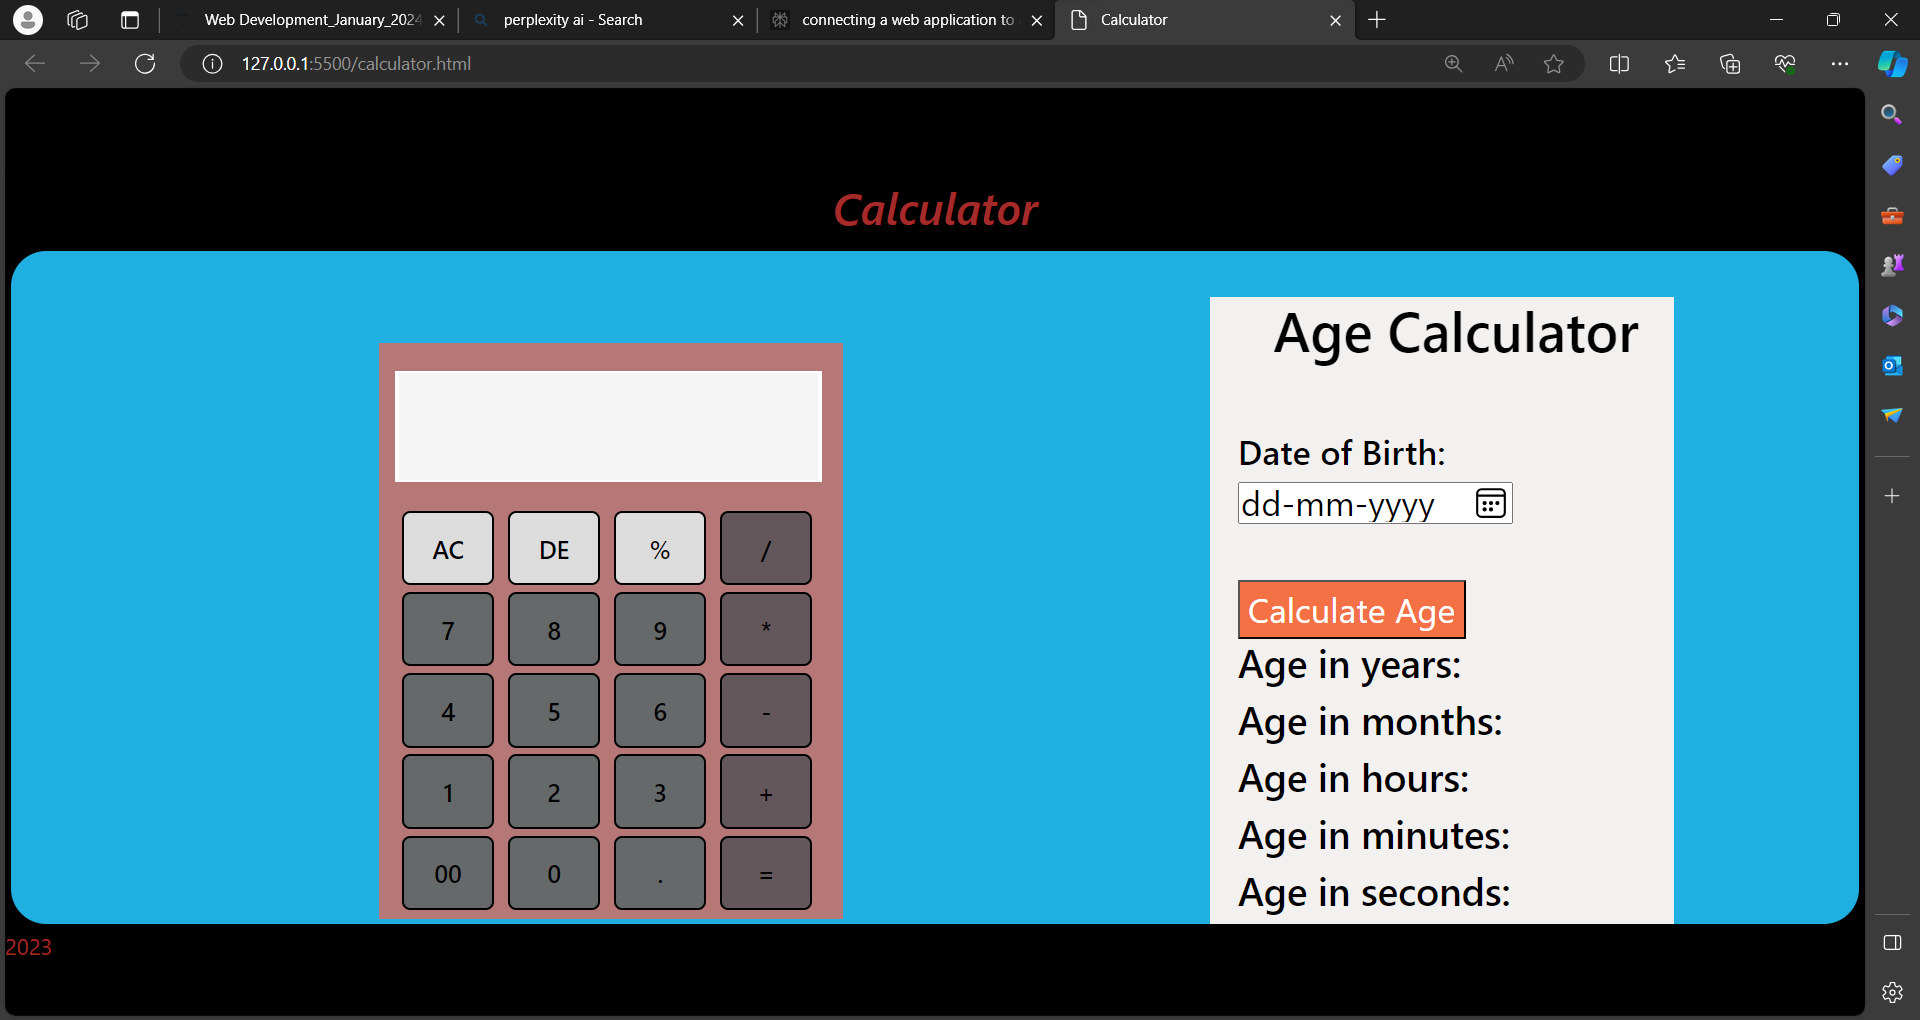 Web Development_January_2024
perplexity ai - Search
connecting a web application to
Calculator
127.0.0.1:5500/calculator.html
Calculator
AC DE % /
7 8 9 *
4 5 6 -
1 2 3 +
00 0 . =
Age Calculator
Date of Birth:
dd-mm-yyyy
Calculate Age
Age in years:
Age in months:
Age in hours:
Age in minutes:
Age in seconds:
2023